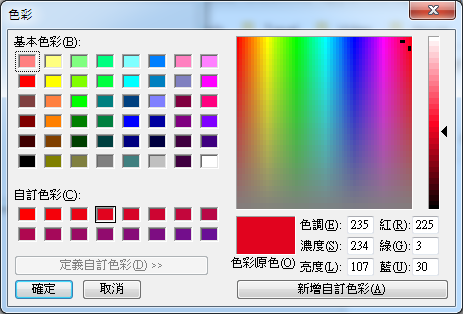 色彩
基本色彩(B):
自訂色彩(C):
定義自訂色彩(D) >>
確定 取消
色彩|原色(O)
色調(E): 235 紅(R): 225
濃度(S): 234 綠(G): 3
亮度(L): 107 藍(U): 30
新增自訂色彩(A)